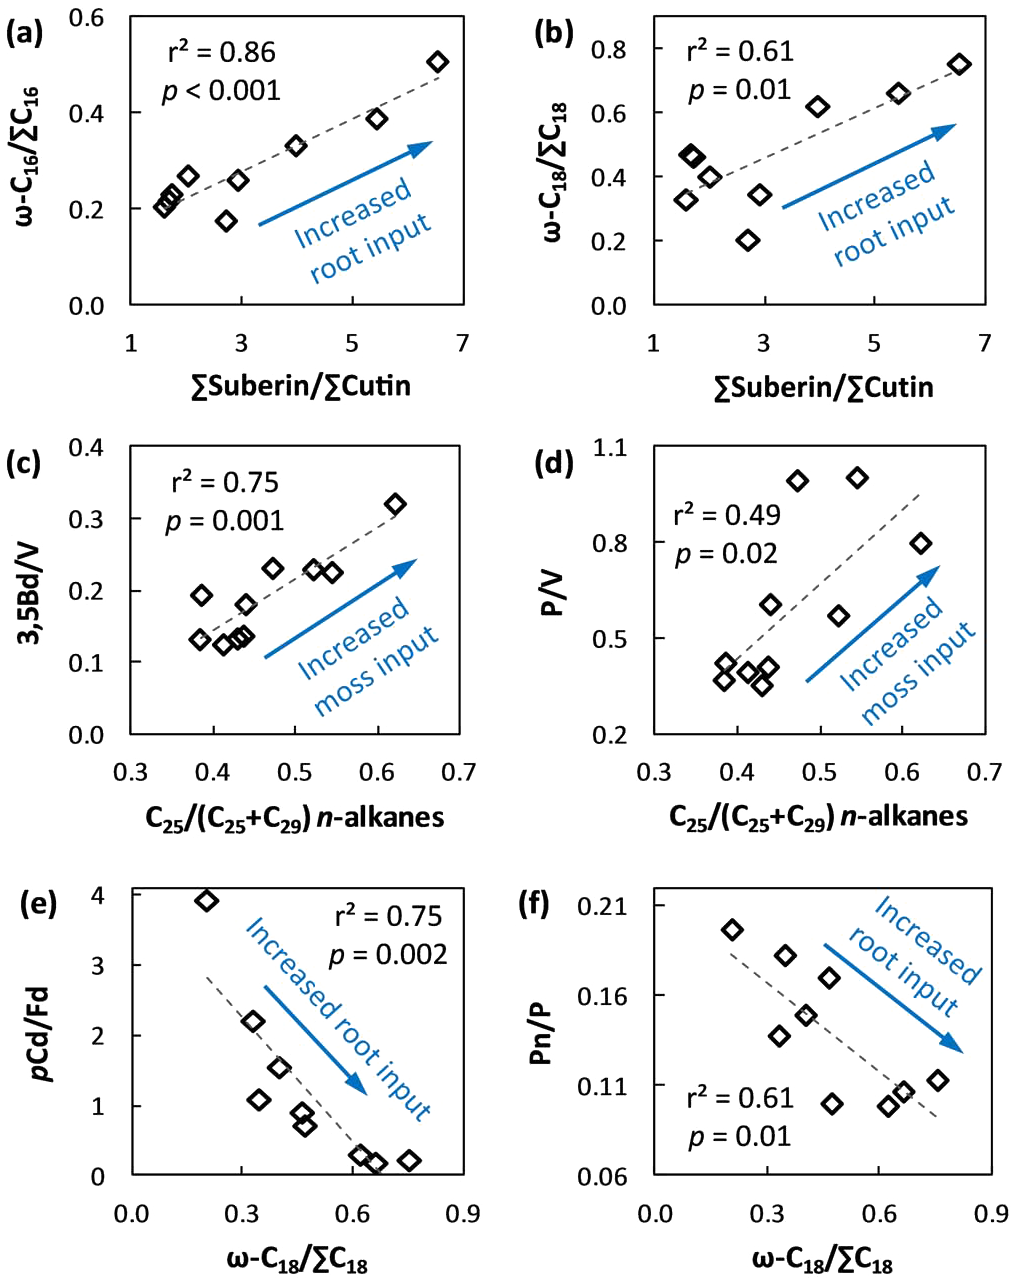 (a)
r² = 0.86
p < 0.001
ω-C₁₆/∑C₁₆
0.6
0.4
0.2
0.0
Increased
root input
1 3 5 7
∑Suberin/∑Cutin
(b)
r² = 0.61
p = 0.01
ω-C₁₈/∑C₁₈
0.8
0.6
0.4
0.2
0.0
Increased
root input
1 3 5 7
∑Suberin/∑Cutin
(c)
r² = 0.75
p = 0.001
3,5Bd/V
0.4
0.3
0.2
0.1
0.0
Increased
moss input
0.3 0.4 0.5 0.6 0.7
C₂₅/(C₂₅+C₂₉) n-alkanes
(d)
r² = 0.49
p = 0.02
P/V
1.1
0.8
0.5
0.2
Increased
moss input
0.3 0.4 0.5 0.6 0.7
C₂₅/(C₂₅+C₂₉) n-alkanes
(e)
r² = 0.75
p = 0.002
pCd/Fd
4
3
2
1
0
Increased root input
0.0 0.3 0.6 0.9
ω-C₁₈/∑C₁₈
(f)
Increased
root input
Pn/P
0.21
0.16
0.11
0.06
r² = 0.61
p = 0.01
0.0 0.3 0.6 0.9
ω-C₁₈/∑C₁₈